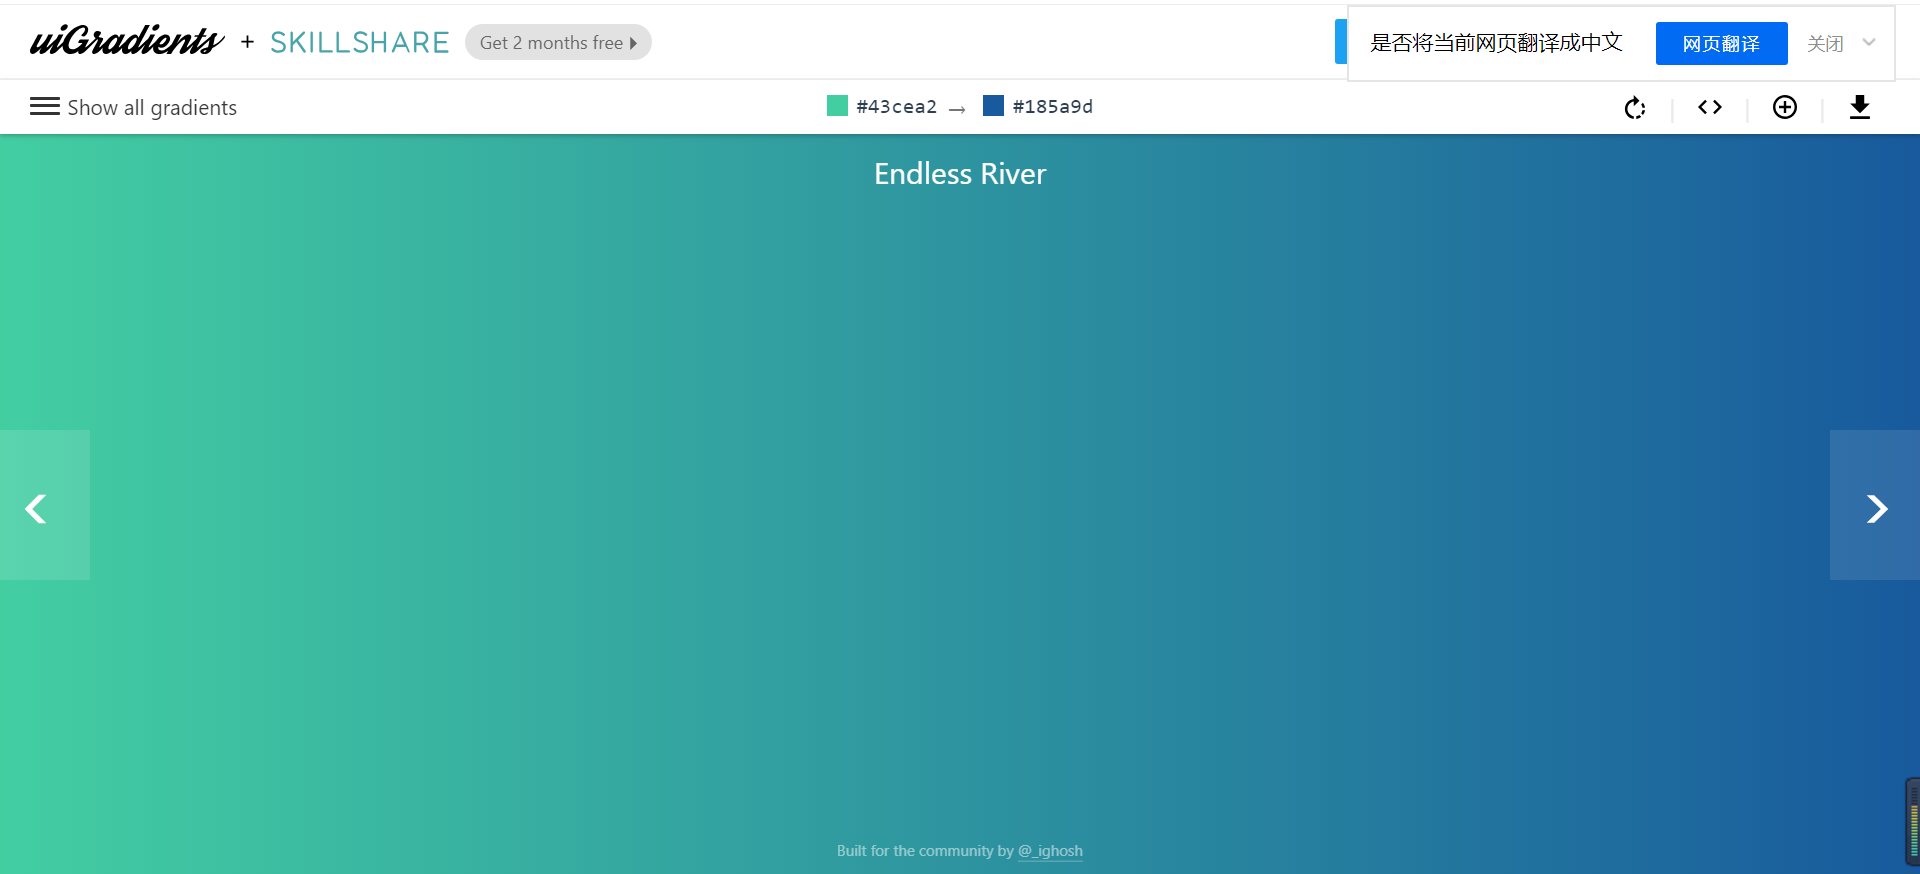 uiGradients + SKILLSHARE Get 2 months free
是否将当前网页翻译成中文 网页翻译 关闭
Show all gradients
#43cea2 → #185a9d
Endless River
Built for the community by @_ighosh